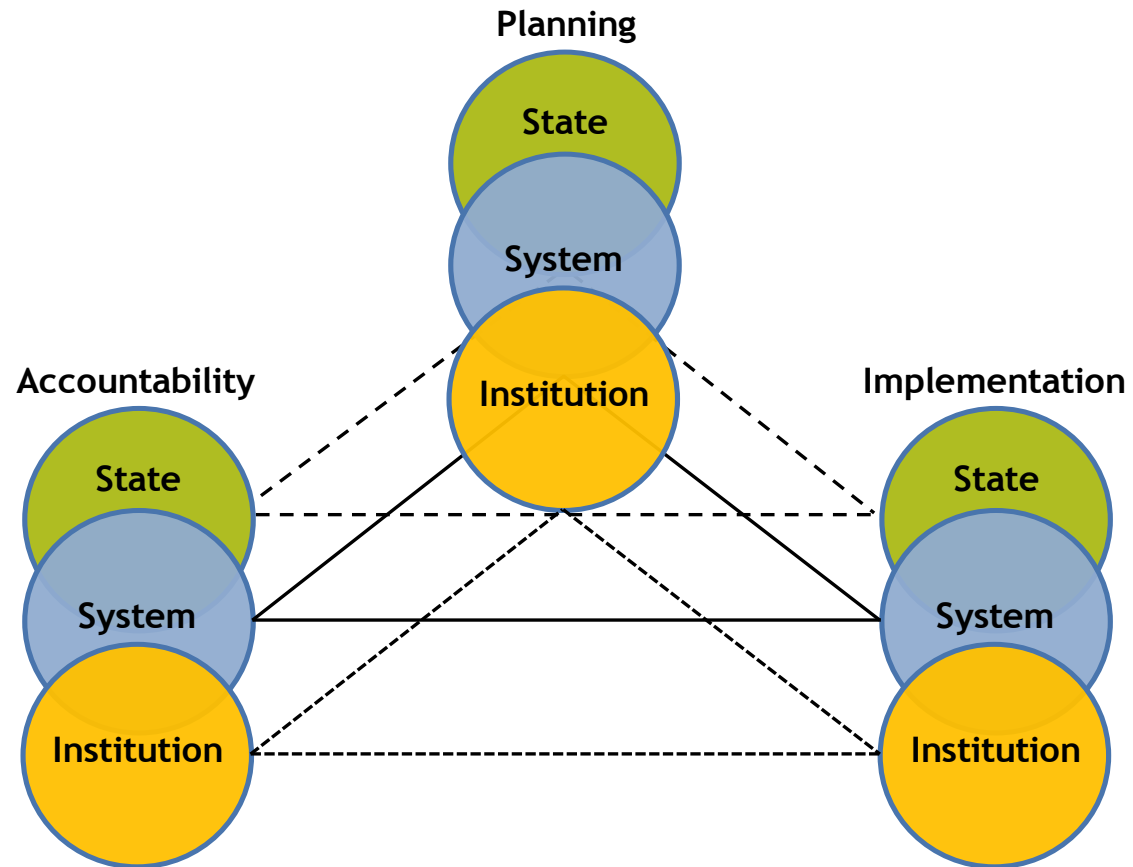 Planning
State
System
Institution
Accountability
State
System
Institution
Implementation
State
System
Institution